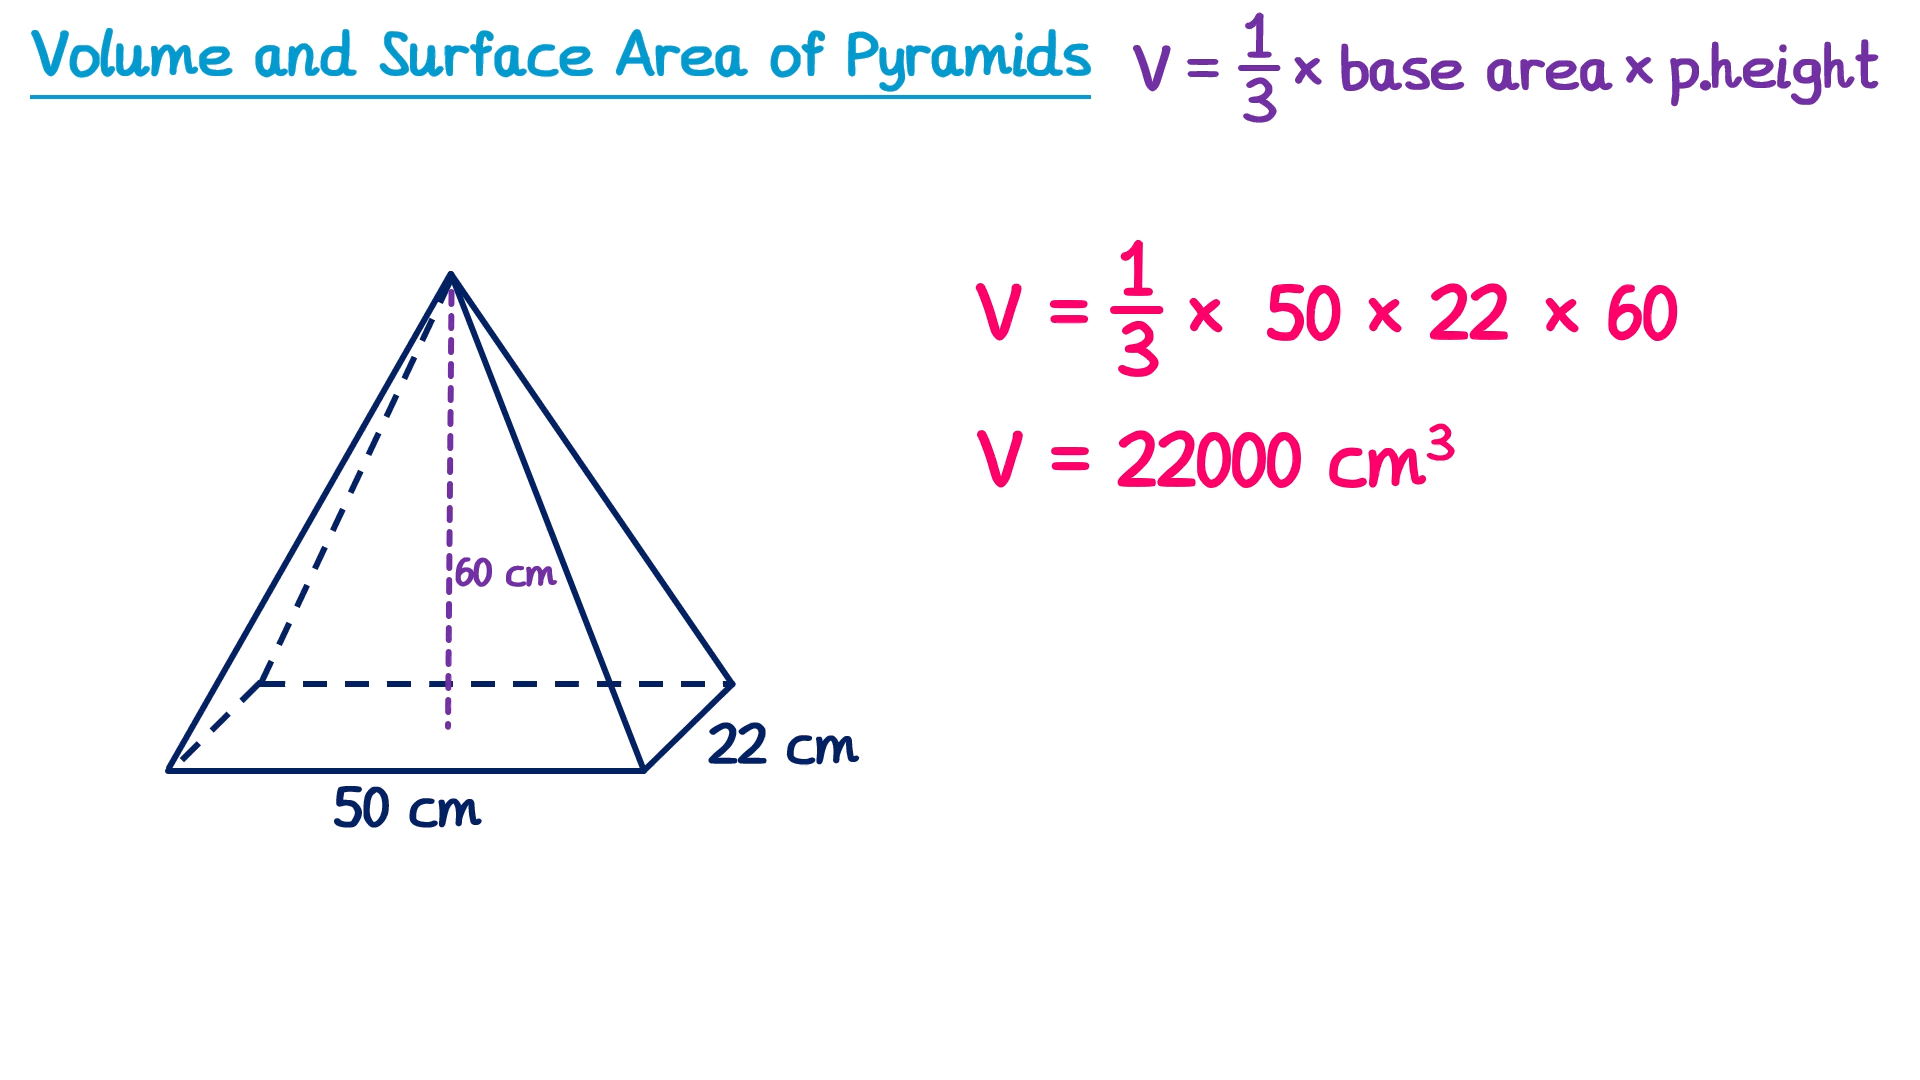 Volume and Surface Area of Pyramids
V = 1/3 × base area × p.height
V = 1/3 × 50 × 22 × 60
V = 22000 cm³
60 cm
22 cm
50 cm